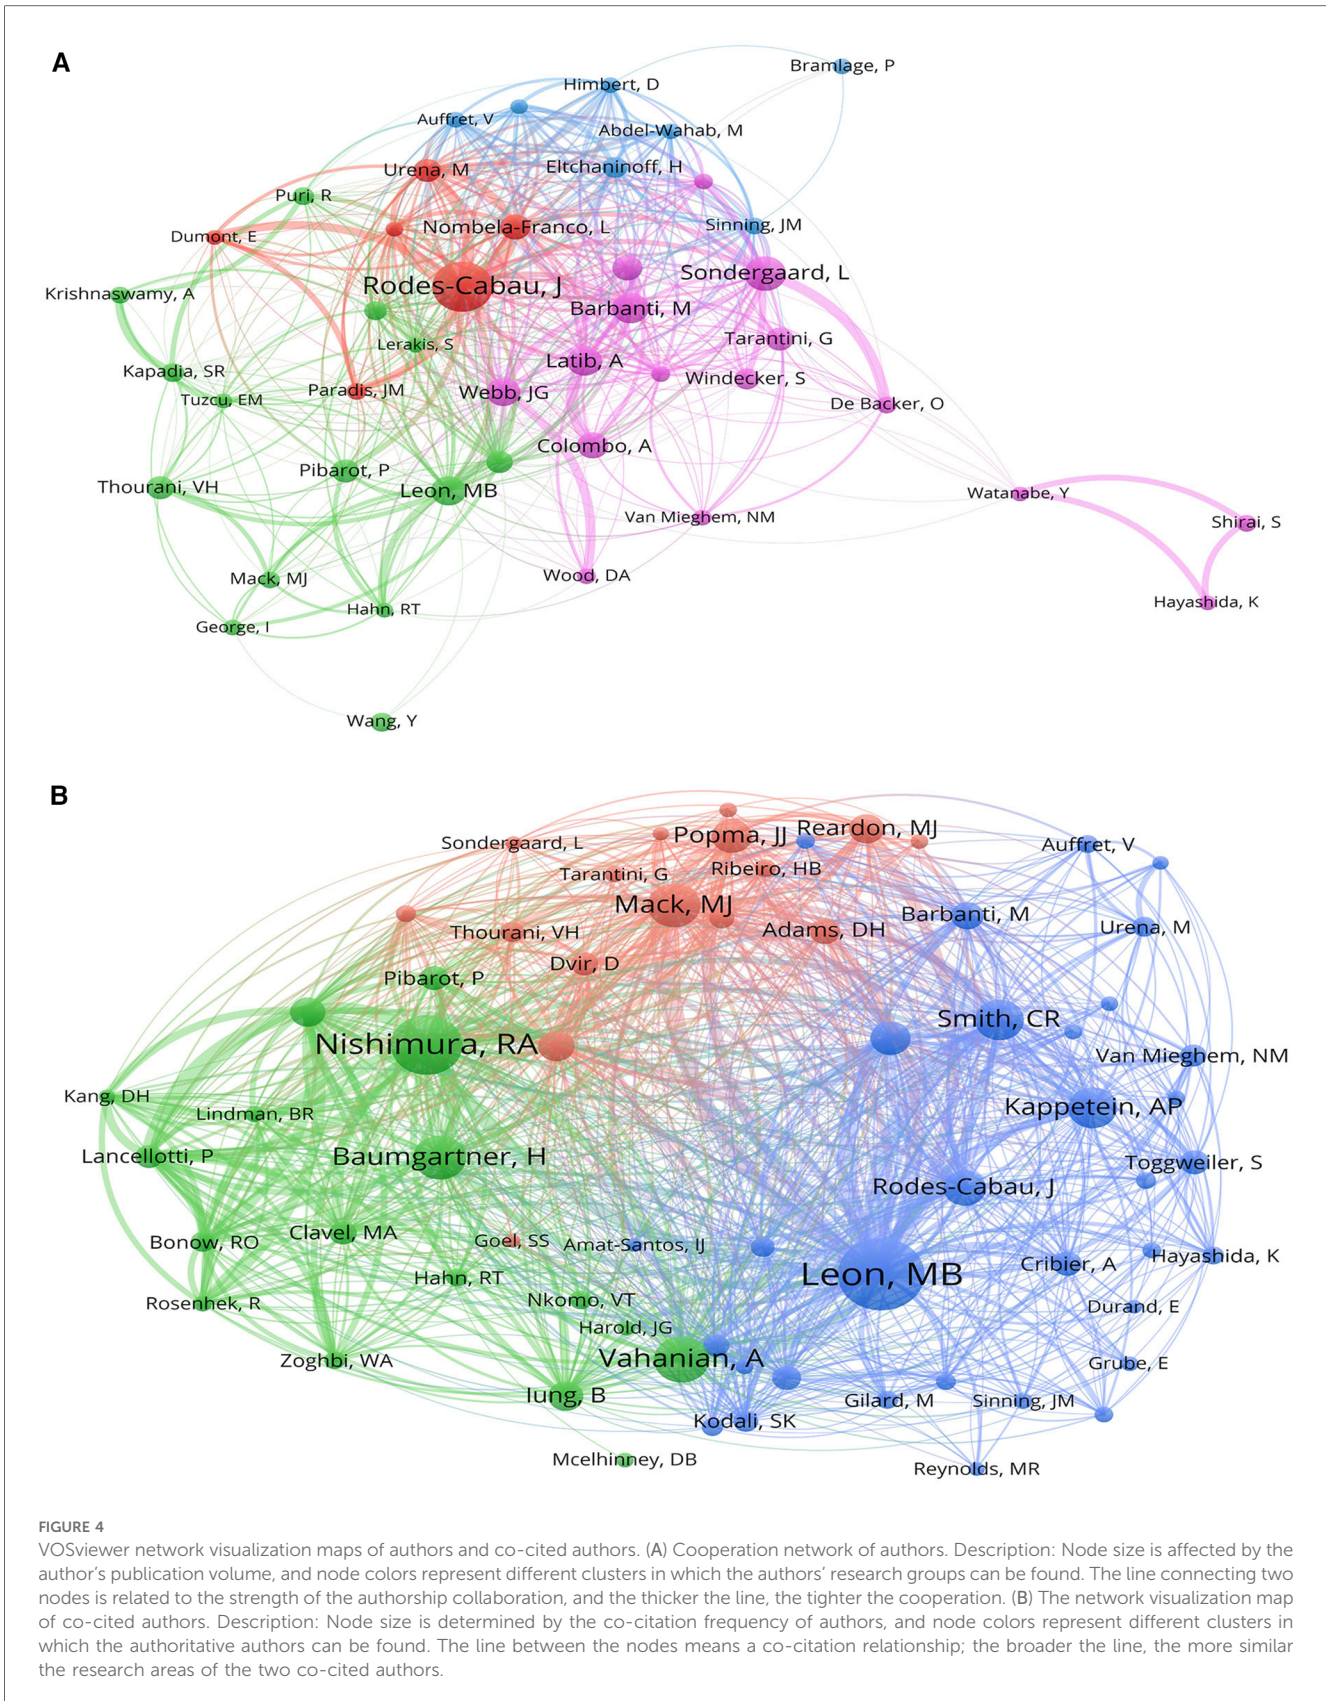 A
Bramlage, P
Himbert, D
Auffret, V
Abdel-Wahab, M
Urena, M
Eltchaninoff, H
Puri, R
Dumont, E
Nombela-Franco, L
Sinning, JM
Sondergaard, L
Rodes-Cabau, J
Krishnaswamy, A
Barbanti, M
Tarantini, G
Lerakis, S
Latib, A
Kapadia, SR
Windecker, S
Paradis, JM
Webb, JG
Tuzcu, EM
De Backer, O
Colombo, A
Pibarot, P
Thourani, VH
Leon, MB
Watanabe, Y
Van Mieghem, NM
Shirai, S
Mack, MJ
Wood, DA
Hayashida, K
Hahn, RT
George, I
Wang, Y
B
Sondergaard, L
Popma, JJ
Reardon, MJ
Auffret, V
Tarantini, G
Ribeiro, HB
Mack, MJ
Barbanti, M
Thourani, VH
Adams, DH
Urena, M
Dvir, D
Pibarot, P
Smith, CR
Nishimura, RA
Van Mieghem, NM
Kang, DH
Lindman, BR
Kappetein, AP
Lancellotti, P
Baumgartner, H
Toggweiler, S
Rodes-Cabau, J
Clavel, MA
Bonow, RO
Goel, SS
Amat-Santos, IJ
Hayashida, K
Cribier, A
Hahn, RT
Leon, MB
Rosenhek, R
Nkomo, VT
Durand, E
Harold, JG
Zoghbi, WA
Vahanian, A
Grube, E
Iung, B
Gilard, M
Sinning, JM
Kodali, SK
Mcelhinney, DB
Reynolds, MR
FIGURE 4
VOSviewer network visualization maps of authors and co-cited authors. (A) Cooperation network of authors. Description: Node size is affected by the
author's publication volume, and node colors represent different clusters in which the authors' research groups can be found. The line connecting two
nodes is related to the strength of the authorship collaboration, and the thicker the line, the tighter the cooperation. (B) The network visualization map
of co-cited authors. Description: Node size is determined by the co-citation frequency of authors, and node colors represent different clusters in
which the authoritative authors can be found. The line between the nodes means a co-citation relationship; the broader the line, the more similar
the research areas of the two co-cited authors.